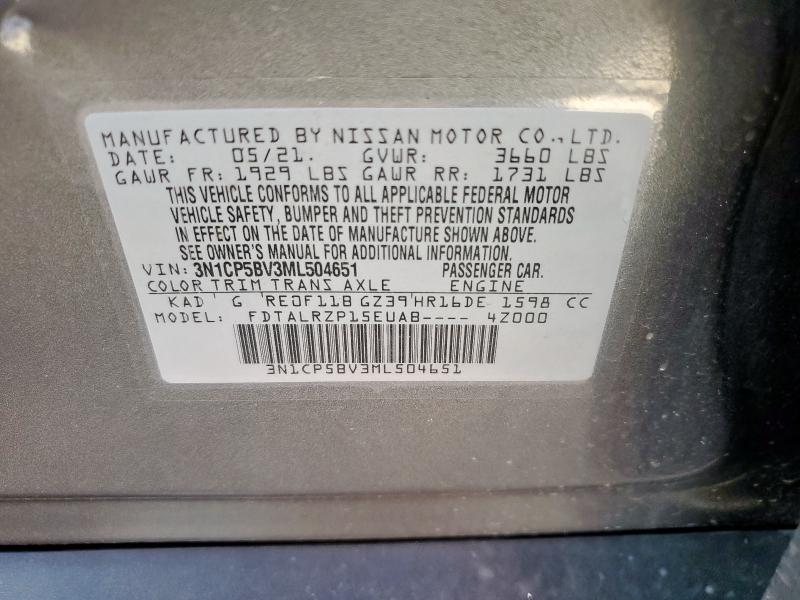 MANUFACTURED BY NISSAN MOTOR CO., LTD.
DATE: 05/21. GVWR: 3660 LBS
GAWR FR: 1929 LBS GAWR RR: 1731 LBS
THIS VEHICLE CONFORMS TO ALL APPLICABLE FEDERAL MOTOR
VEHICLE SAFETY, BUMPER AND THEFT PREVENTION STANDARDS
IN EFFECT ON THE DATE OF MANUFACTURE SHOWN ABOVE.
SEE OWNER'S MANUAL FOR ADDITIONAL INFORMATION.
VIN: 3N1CP5BV3ML504651 PASSENGER CAR.
COLOR TRIM TRANS AXLE ENGINE
KAD G RE0F11B GZ39 HR16DE 1598 CC
MODEL: FDTALRZP15EUAB---- 4Z000
3N1CP5BV3ML504651